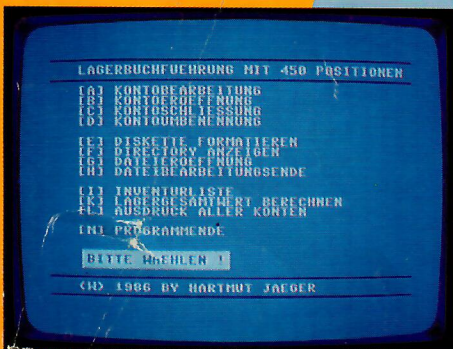 LAGERBUCHFUEHRUNG MIT 450 POSITIONEN
[A] KONTOBEARBEITUNG
[B] KONTOEROEFFNUNG
[C] KONTOSCHLIESSUNG
[D] KONTOUMBENENNUNG
[E] DISKETTE FORMATIEREN
[F] DIRECTORY ANZEIGEN
[G] DATEIEROEFFNUNG
[H] DATEIBEARBEITUNGSENDE
[I] INVENTURLISTE
[K] LAGERGESAMTWERT BERECHNEN
[L] AUSDRUCK ALLER KONTEN
[M] PROGRAMMENDE
BITTE WAEHLEN !
(W) 1986 BY HARTMUT JAEGER